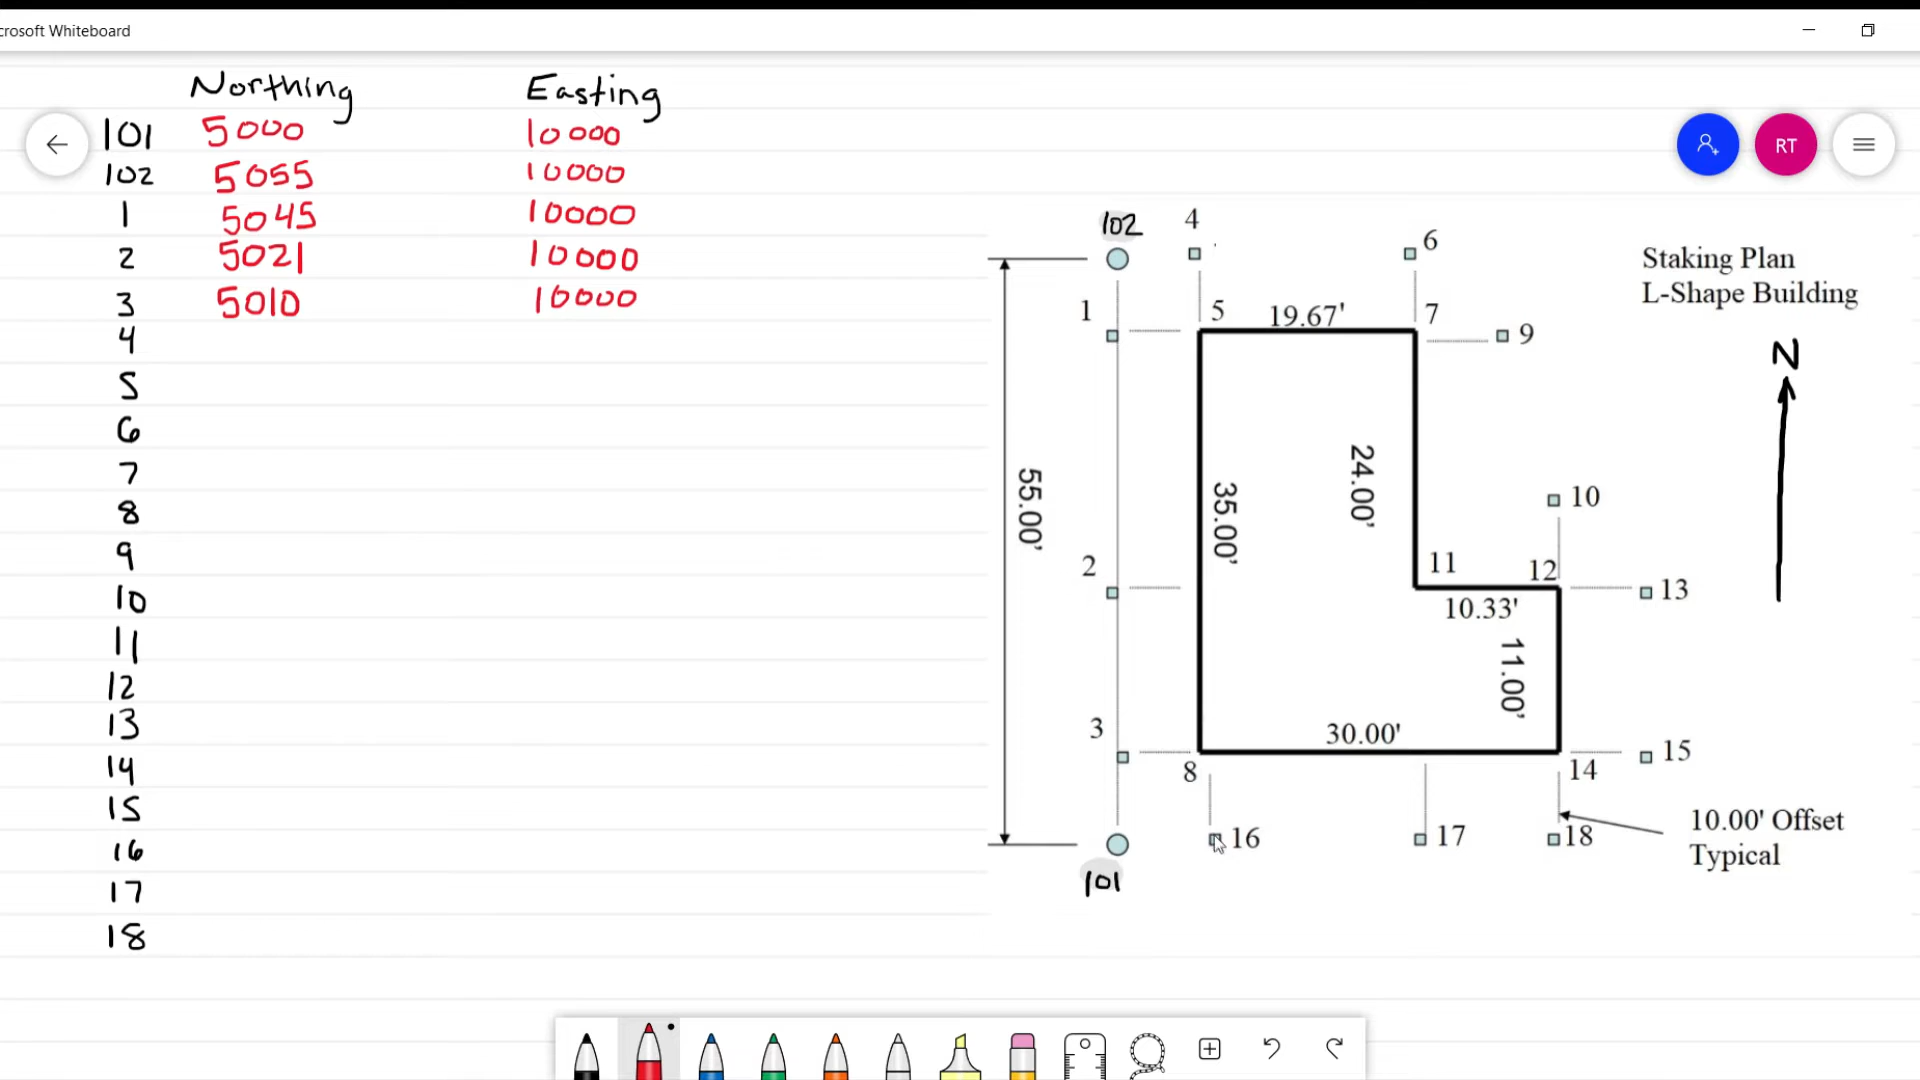 crosoft Whiteboard
Northing Easting
101 5000 10000
102 5055 10000
1 5045 10000
2 5021 10000
3 5010 10000
4
5
6
7
8
9
10
11
12
13
14
15
16
17
18
RT
102 4
6
Staking Plan
L-Shape Building
1 5 19.67' 7
9
N
55.00' 35.00' 24.00'
10
2 11 12
13
10.33'
11.00'
3 30.00'
15
8 14
16 17 18
10.00' Offset
Typical
101